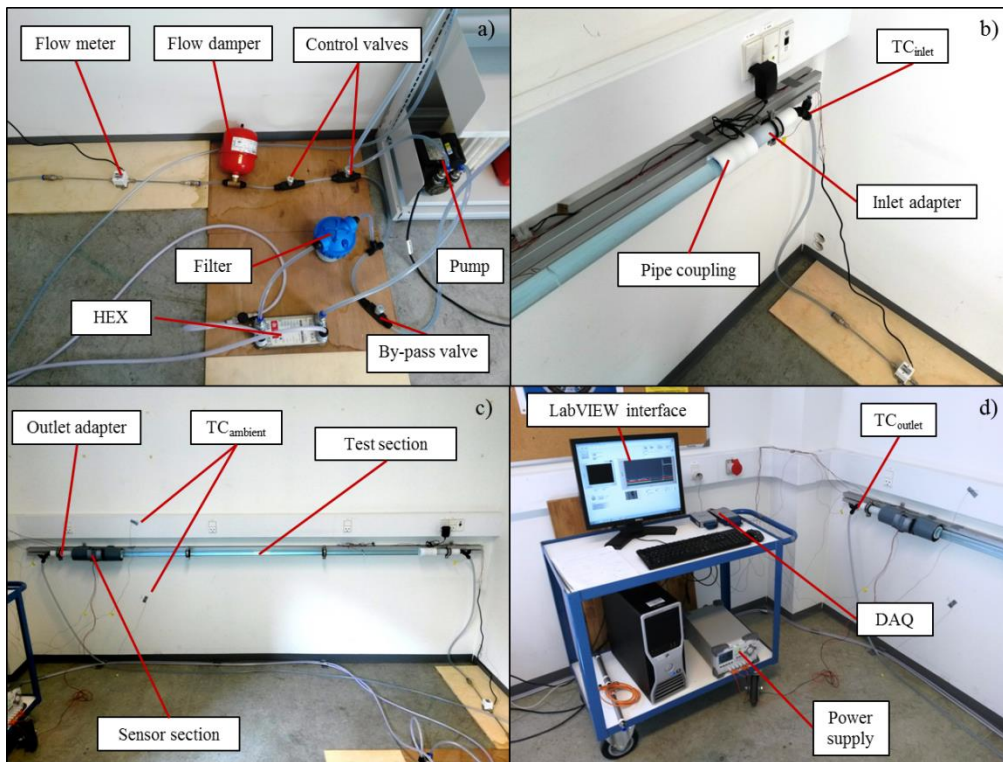 a)
Flow meter
Flow damper
Control valves
Filter
Pump
HEX
By-pass valve
b)
TCinlet
Inlet adapter
Pipe coupling
c)
Outlet adapter
TCambient
Test section
Sensor section
d)
LabVIEW interface
TCoutlet
DAQ
Power
supply